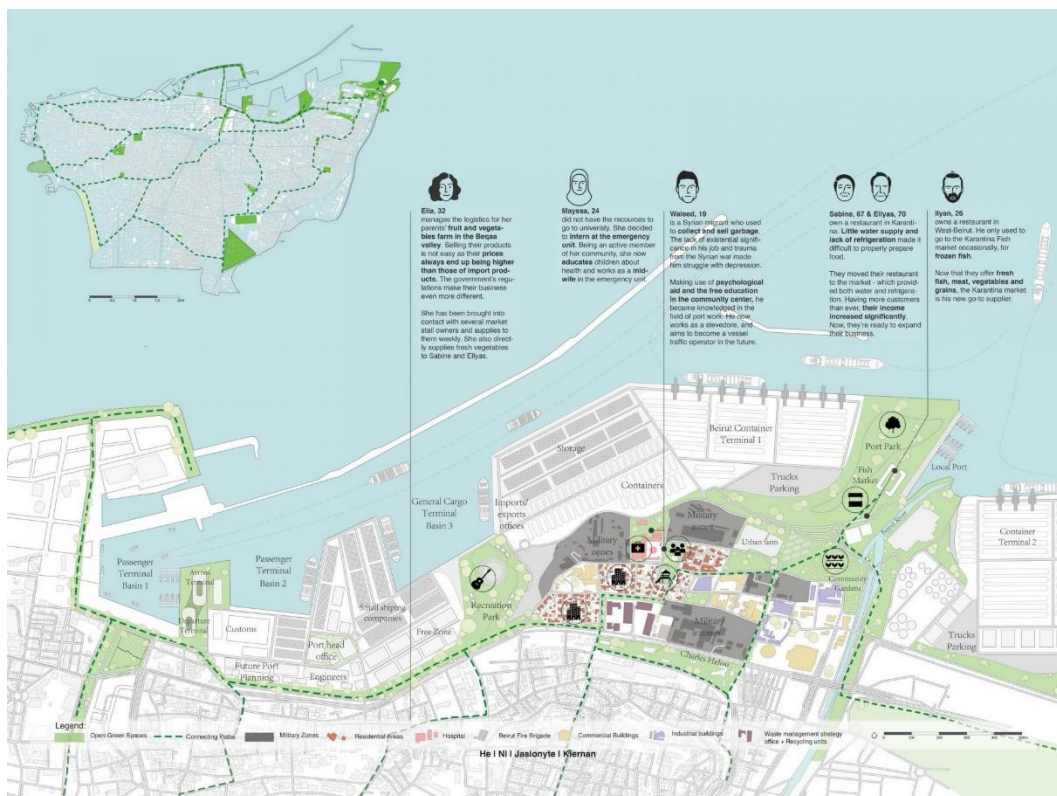 Elia, 32
manages the logistics for her
parents' fruit and vegeta-
bles farm in the Beqaa
valley. Selling their products
is not easy as their prices
always end up being higher
than those of import pro-
ducts. The government's regu-
lations make their business
even more different.
She has been brought into
contact with several market
stall owners and supplies to
them weekly. She also direct-
ly supplies fresh vegetables
to Sabine and Ellyas.
Mayssa, 24
did not have the recources to
go to university. She decided
to intern at the emergency
unit. Being an active member
of her community, she now
educates children about
health and works as a mid-
wife in the emergency unit.
Waleed, 19
is a Syrian migrant who used
to collect and sell garbage.
The lack of existential signific-
ance in his job and trauma
from the Syrian war made
him struggle with depression.
Making use of psychological
aid and the free education
in the community center, he
became knowledged in the
field of port work. He now
works as a stevedore, and
aims to become a vessel
traffic operator in the future.
Sabine, 67 & Ellyas, 70
own a restaurant in Karanti-
na. Little water supply and
lack of refrigeration made it
difficult to properly prepare
food.
They moved their restaurant
to the market - which provid-
ed both water and refrigera-
tion. Having more customers
than ever, their income
increased significantly.
Now, they're ready to expand
their business.
Ilyan, 26
owns a restaurant in
West-Beirut. He only used to
go to the Karantina Fish
market occasionally, for
frozen fish.
Now that they offer fresh
fish, meat, vegetables and
grains, the Karantina market
is his new go-to supplier.
Storage
Beirut Container
Terminal 1
Port Park
Containers
Trucks
Parking
Fish
Market
Local Port
General Cargo
Terminal
Basin 3
Imports/
exports
offices
Military
zones
Military
zones
Urban farm
Beirut River
Container
Terminal 2
Passenger
Terminal
Basin 1
Arrival
Terminal
Departure
Terminal
Passenger
Terminal
Basin 2
Community
Gardens
Recreation
Park
Small shiping
companies
Free Zone
Customs
Port head
office
Military
zones
Trucks
Parking
Future Port
Planning
Engineers
Charles Helou
Legend:
Open Green Spaces
Connecting Paths
Military Zones
Residential Areas
Hospital
Beirut Fire Brigade
Commercial Buildings
Industrial buildings
Waste management strategy
office + Recycling units
He I Ni I Jasionyte I Kiernan